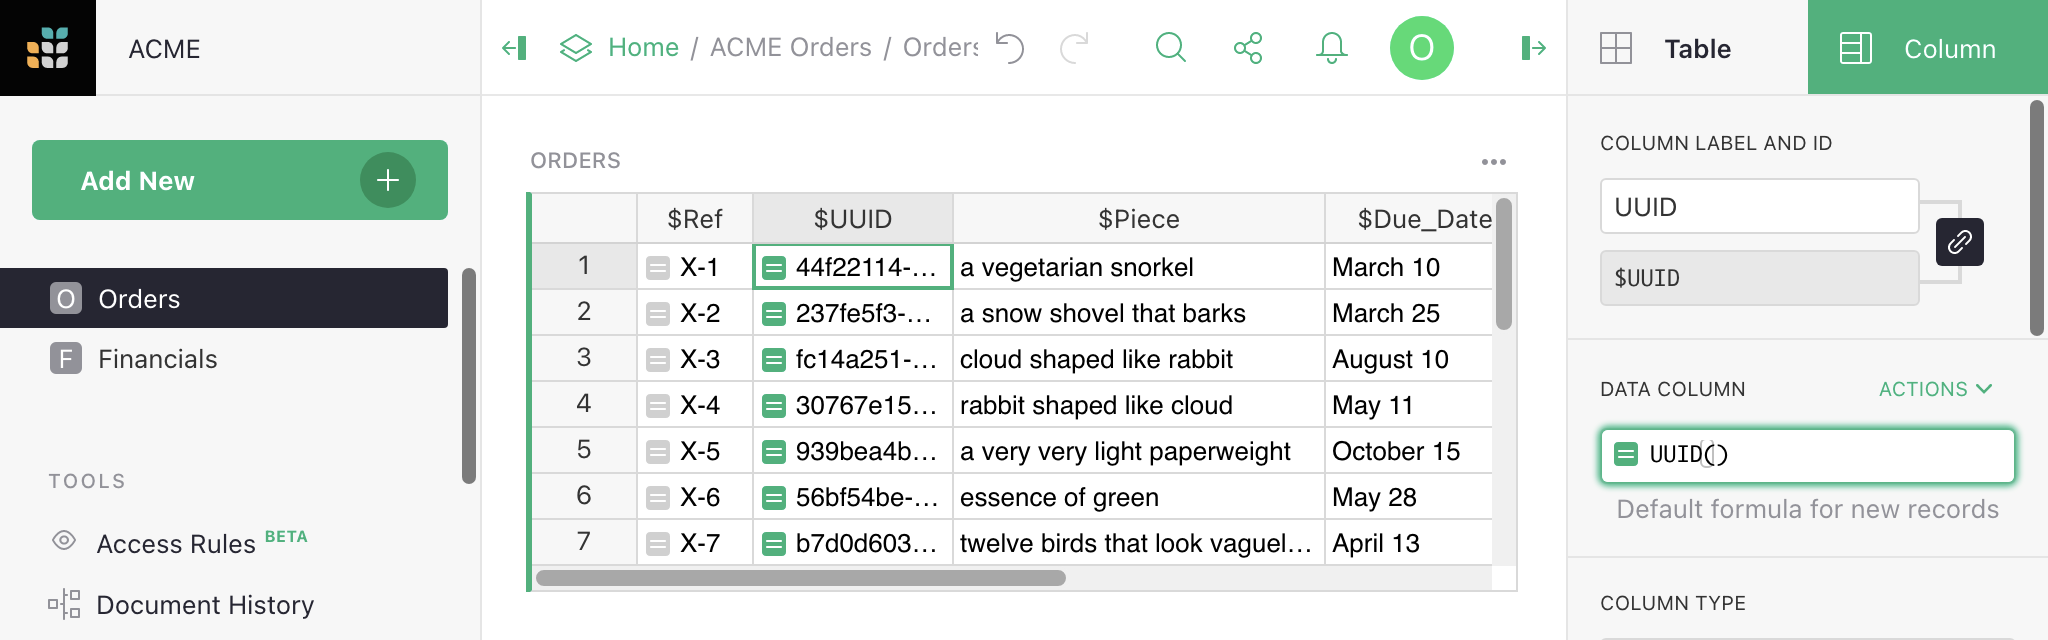 ACME
Home / ACME Orders / Orders
O
Table
Column
Add New
O Orders
F Financials
TOOLS
Access Rules BETA
Document History
ORDERS
$Ref $UUID $Piece $Due_Date
1 X-1 44f22114-... a vegetarian snorkel March 10
2 X-2 237fe5f3-... a snow shovel that barks March 25
3 X-3 fc14a251-... cloud shaped like rabbit August 10
4 X-4 30767e15... rabbit shaped like cloud May 11
5 X-5 939bea4b... a very very light paperweight October 15
6 X-6 56bf54be-... essence of green May 28
7 X-7 b7d0d603... twelve birds that look vaguel... April 13
COLUMN LABEL AND ID
UUID
$UUID
DATA COLUMN ACTIONS
UUID()
Default formula for new records
COLUMN TYPE